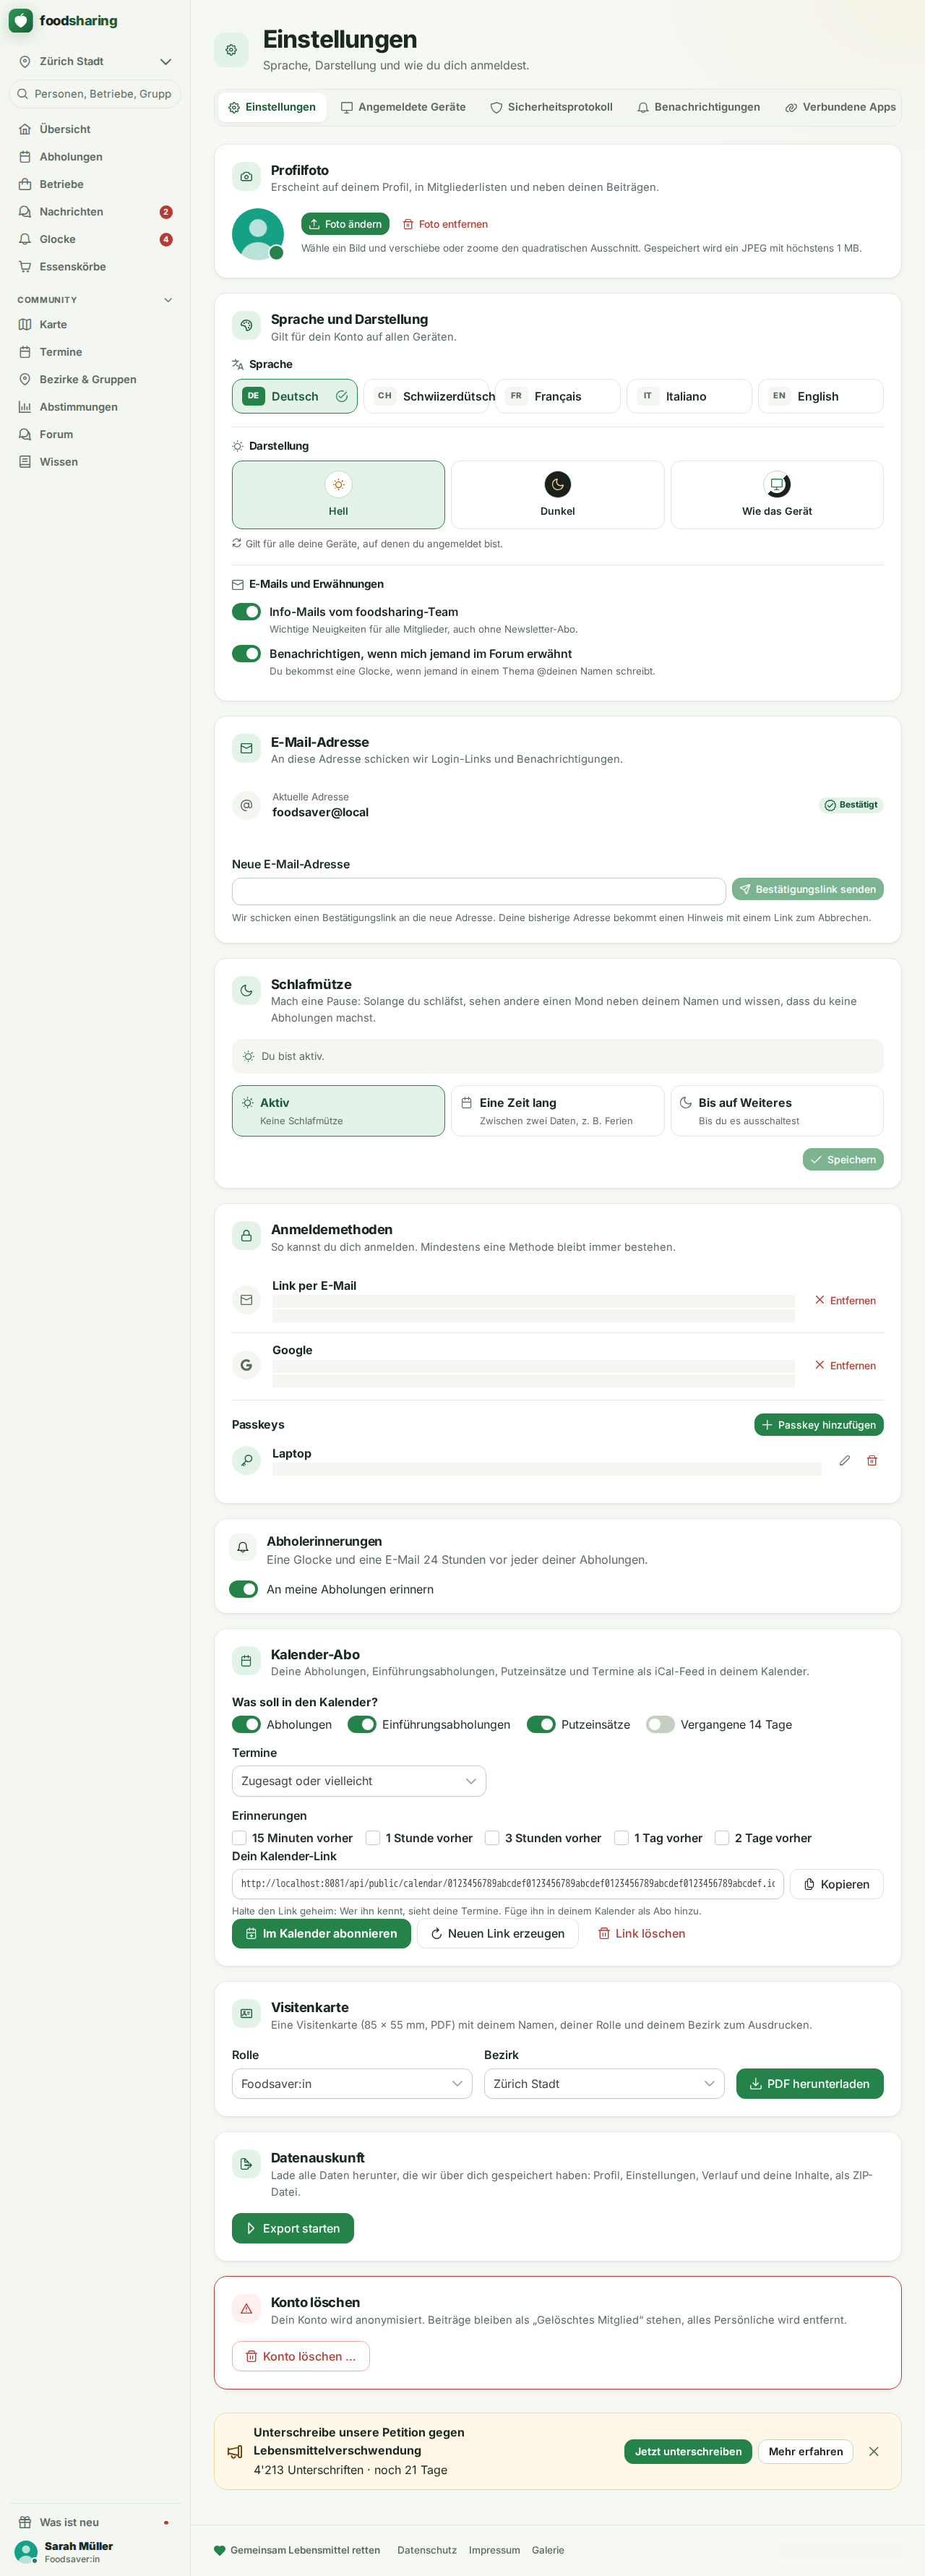 foodsharing
Zürich Stadt
Personen, Betriebe, Grupp
Übersicht
Abholungen
Betriebe
Nachrichten 2
Glocke 4
Essenskörbe
COMMUNITY
Karte
Termine
Bezirke & Gruppen
Abstimmungen
Forum
Wissen
Was ist neu
Sarah Müller
Foodsaver:in
Einstellungen
Sprache, Darstellung und wie du dich anmeldest.
Einstellungen Angemeldete Geräte Sicherheitsprotokoll Benachrichtigungen Verbundene Apps
Profilfoto
Erscheint auf deinem Profil, in Mitgliederlisten und neben deinen Beiträgen.
Foto ändern Foto entfernen
Wähle ein Bild und verschiebe oder zoome den quadratischen Ausschnitt. Gespeichert wird ein JPEG mit höchstens 1 MB.
Sprache und Darstellung
Gilt für dein Konto auf allen Geräten.
Sprache
DE Deutsch CH Schwiizerdütsch FR Français IT Italiano EN English
Darstellung
Hell Dunkel Wie das Gerät
Gilt für alle deine Geräte, auf denen du angemeldet bist.
E-Mails und Erwähnungen
Info-Mails vom foodsharing-Team
Wichtige Neuigkeiten für alle Mitglieder, auch ohne Newsletter-Abo.
Benachrichtigen, wenn mich jemand im Forum erwähnt
Du bekommst eine Glocke, wenn jemand in einem Thema @deinen Namen schreibt.
E-Mail-Adresse
An diese Adresse schicken wir Login-Links und Benachrichtigungen.
Aktuelle Adresse
foodsaver@local
Bestätigt
Neue E-Mail-Adresse
Bestätigungslink senden
Wir schicken einen Bestätigungslink an die neue Adresse. Deine bisherige Adresse bekommt einen Hinweis mit einem Link zum Abbrechen.
Schlafmütze
Mach eine Pause: Solange du schläfst, sehen andere einen Mond neben deinem Namen und wissen, dass du keine
Abholungen machst.
Du bist aktiv.
Aktiv Eine Zeit lang Bis auf Weiteres
Keine Schlafmütze Zwischen zwei Daten, z. B. Ferien Bis du es ausschaltest
Speichern
Anmeldemethoden
So kannst du dich anmelden. Mindestens eine Methode bleibt immer bestehen.
Link per E-Mail
Entfernen
Google
Entfernen
Passkeys
Passkey hinzufügen
Laptop
Abholerinnerungen
Eine Glocke und eine E-Mail 24 Stunden vor jeder deiner Abholungen.
An meine Abholungen erinnern
Kalender-Abo
Deine Abholungen, Einführungsabholungen, Putzeinsätze und Termine als iCal-Feed in deinem Kalender.
Was soll in den Kalender?
Abholungen Einführungsabholungen Putzeinsätze Vergangene 14 Tage
Termine
Zugesagt oder vielleicht
Erinnerungen
15 Minuten vorher 1 Stunde vorher 3 Stunden vorher 1 Tag vorher 2 Tage vorher
Dein Kalender-Link
http://localhost:8081/api/public/calendar/0123456789abcdef0123456789abcdef0123456789abcdef0123456789abcdef.ic
Kopieren
Halte den Link geheim: Wer ihn kennt, sieht deine Termine. Füge ihn in deinem Kalender als Abo hinzu.
Im Kalender abonnieren Neuen Link erzeugen Link löschen
Visitenkarte
Eine Visitenkarte (85 × 55 mm, PDF) mit deinem Namen, deiner Rolle und deinem Bezirk zum Ausdrucken.
Rolle Bezirk
Foodsaver:in Zürich Stadt PDF herunterladen
Datenauskunft
Lade alle Daten herunter, die wir über dich gespeichert haben: Profil, Einstellungen, Verlauf und deine Inhalte, als ZIP-
Datei.
Export starten
Konto löschen
Dein Konto wird anonymisiert. Beiträge bleiben als „Gelöschtes Mitglied“ stehen, alles Persönliche wird entfernt.
Konto löschen ...
Unterschreibe unsere Petition gegen
Lebensmittelverschwendung
4'213 Unterschriften · noch 21 Tage
Jetzt unterschreiben Mehr erfahren
Gemeinsam Lebensmittel retten Datenschutz Impressum Galerie